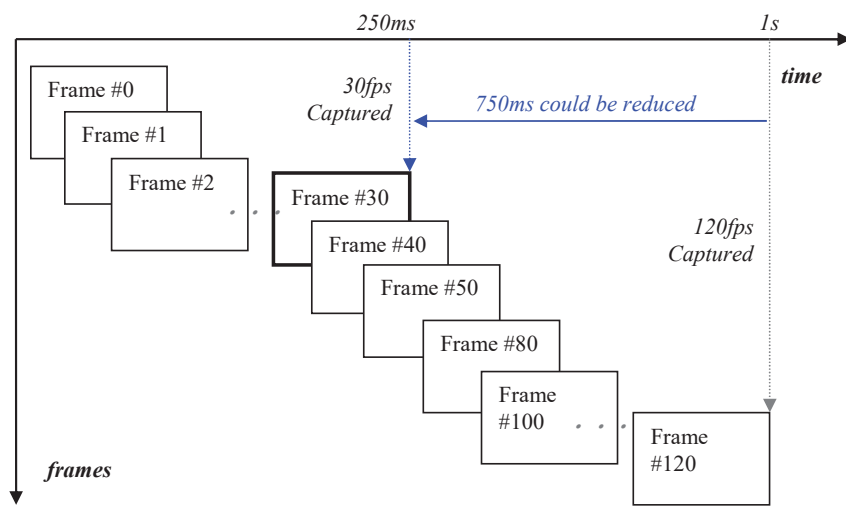 250ms
1s
time
Frame #0
30fps
Captured
750ms could be reduced
Frame #1
Frame #2
. . .
Frame #30
Frame #40
120fps
Captured
Frame #50
Frame #80
Frame
#100
. . .
Frame
#120
frames